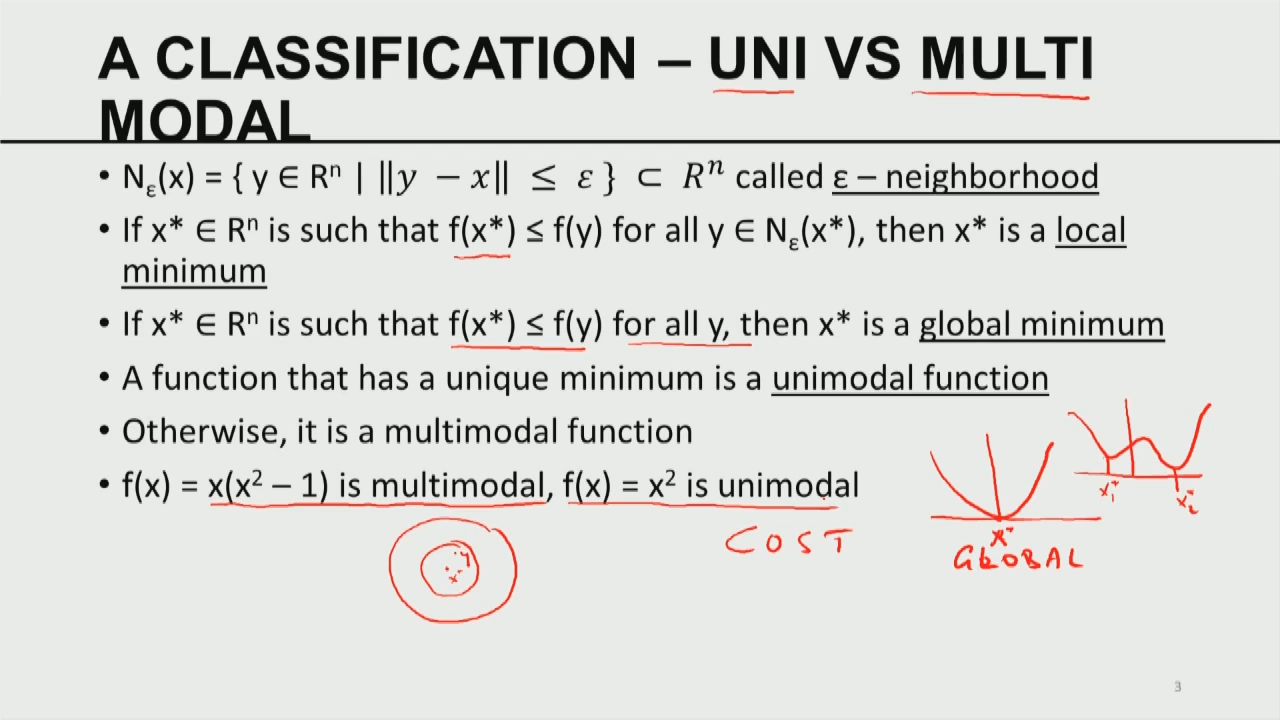 A CLASSIFICATION – UNI VS MULTI
MODAL
• Nε(x) = { y ∈ Rⁿ | ‖y − x‖ ≤ ε } ⊂ Rⁿ called ε – neighborhood
• If x* ∈ Rⁿ is such that f(x*) ≤ f(y) for all y ∈ Nε(x*), then x* is a local
minimum
• If x* ∈ Rⁿ is such that f(x*) ≤ f(y) for all y, then x* is a global minimum
• A function that has a unique minimum is a unimodal function
• Otherwise, it is a multimodal function
• f(x) = x(x² – 1) is multimodal, f(x) = x² is unimodal
x₁* x₂*
y
x*
COST
x*
GLOBAL
3